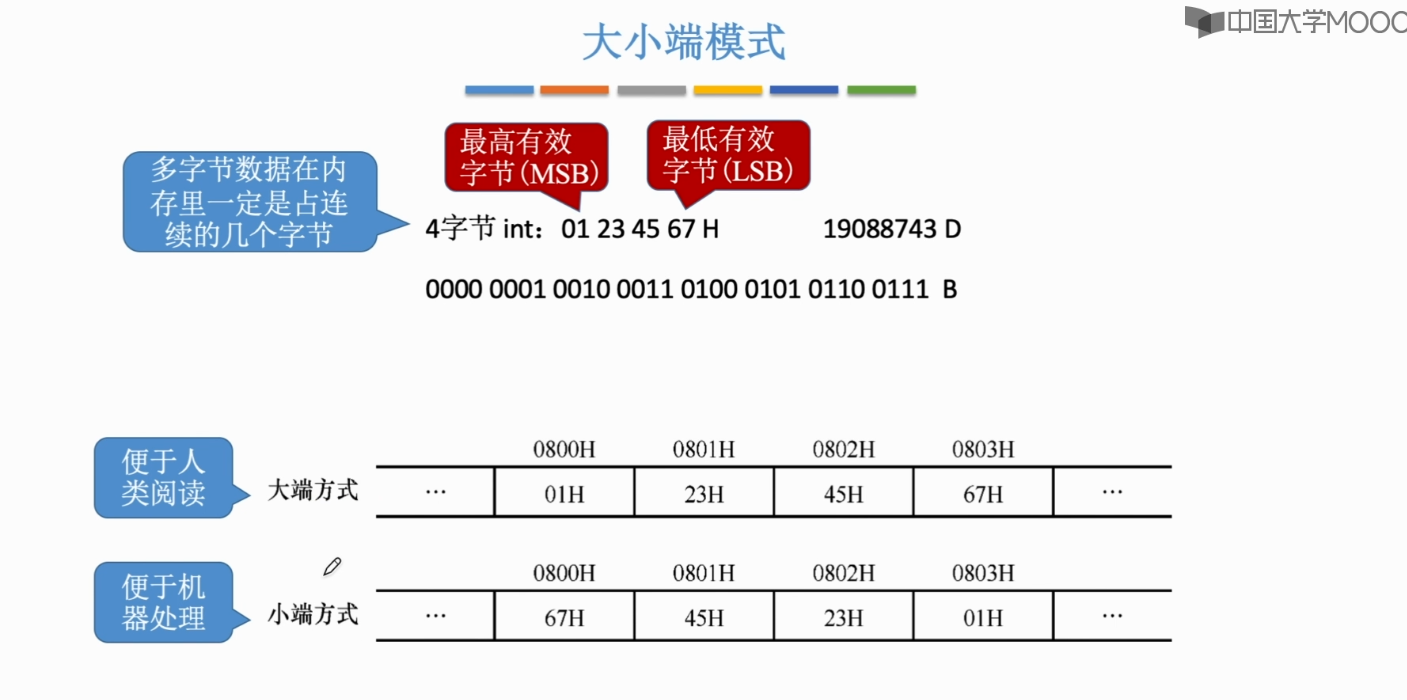 中国大学MOOC
大小端模式
最高有效
字节(MSB)
最低有效
字节(LSB)
多字节数据在内
存里一定是占连
续的几个字节
4字节 int： 01 23 45 67 H 19088743 D
0000 0001 0010 0011 0100 0101 0110 0111 B
便于人
类阅读
大端方式
0800H 0801H 0802H 0803H
… 01H 23H 45H 67H …
便于机
器处理
小端方式
0800H 0801H 0802H 0803H
… 67H 45H 23H 01H …